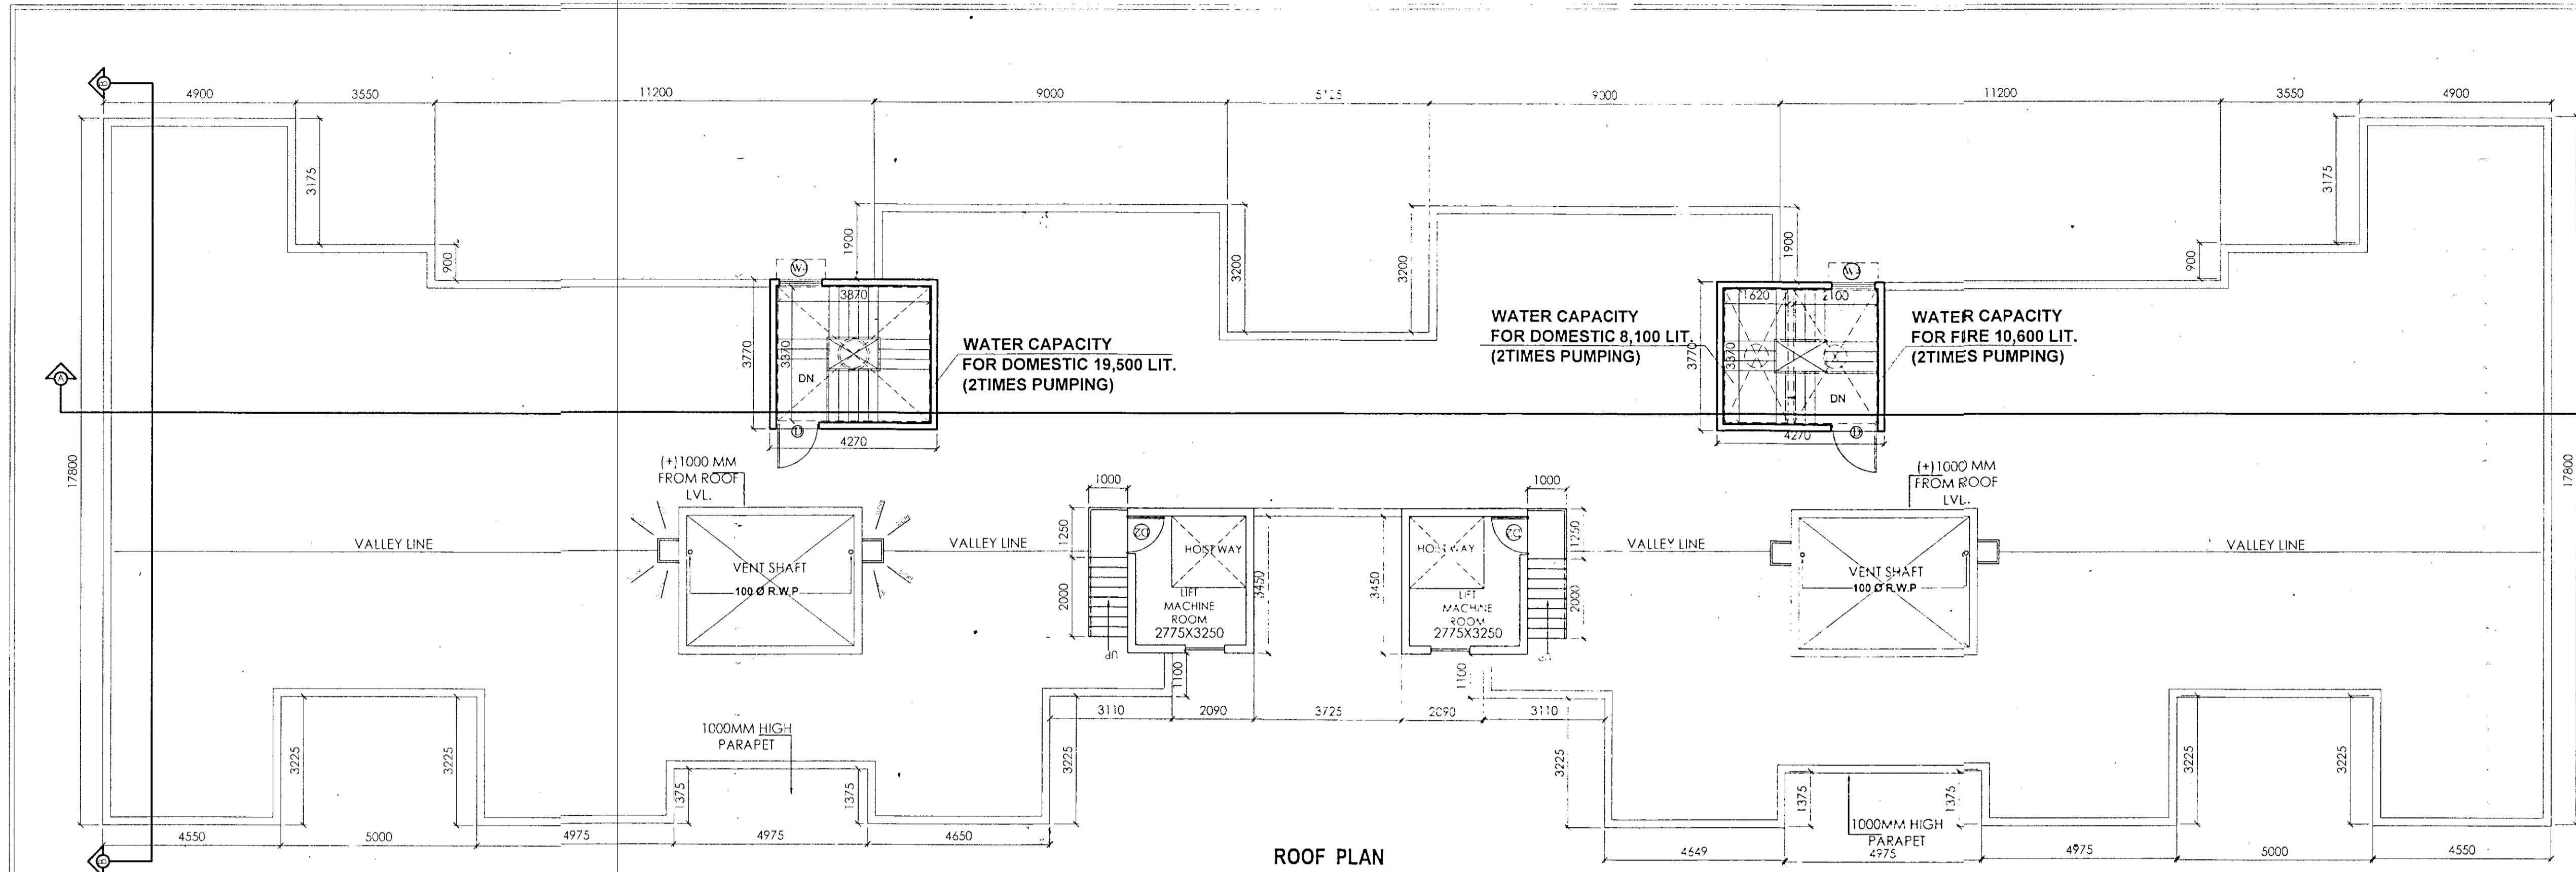 4900
3550
11200
9000
9000
11200
3550
4900
3175
900
1900
3200
3200
1900
900
3175
3870
3770
3370
DN
4270
WATER CAPACITY
FOR DOMESTIC 19,500 LIT.
(2TIMES PUMPING)
WATER CAPACITY
FOR DOMESTIC 8,100 LIT.
(2TIMES PUMPING)
1620
2100
3770
3370
DN
4270
WATER CAPACITY
FOR FIRE 10,600 LIT.
(2TIMES PUMPING)
A
B
17800
17800
(+)1000 MM
FROM ROOF
LVL.
VALLEY LINE
VENT SHAFT
100 Ø R.W.P
VALLEY LINE
1000
1250
2000
UP
HOISTWAY
LIFT
MACHINE
ROOM
2775X3250
3450
1100
3450
HOISTWAY
LIFT
MACHINE
ROOM
2775X3250
1000
1250
2000
UP
1100
VALLEY LINE
(+)1000 MM
FROM ROOF
LVL.
VENT SHAFT
100 Ø R.W.P
VALLEY LINE
3110
2090
3725
2090
3110
1000MM HIGH
PARAPET
3225
3225
1375
1375
3225
3225
1375
1375
1000MM HIGH
PARAPET
3225
3225
4550
5000
4975
4975
4650
4649
4975
4975
5000
4550
B
ROOF PLAN